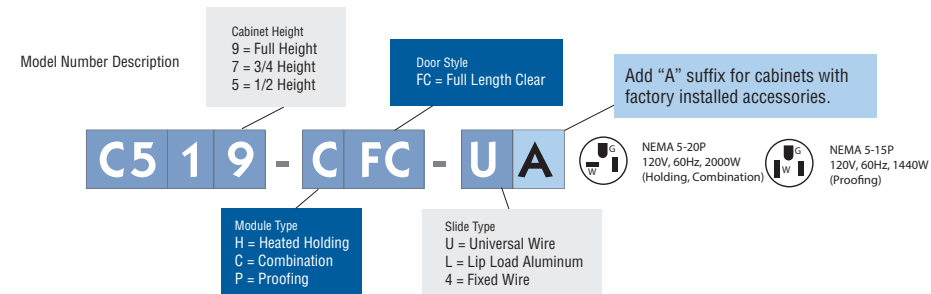 Model Number Description
Cabinet Height
9 = Full Height
7 = 3/4 Height
5 = 1/2 Height
Door Style
FC = Full Length Clear
Add “A” suffix for cabinets with
factory installed accessories.
C5 1 9 - C FC - U A
G
W
NEMA 5-20P
120V, 60Hz, 2000W
(Holding, Combination)
G
W
NEMA 5-15P
120V, 60Hz, 1440W
(Proofing)
Module Type
H = Heated Holding
C = Combination
P = Proofing
Slide Type
U = Universal Wire
L = Lip Load Aluminum
4 = Fixed Wire